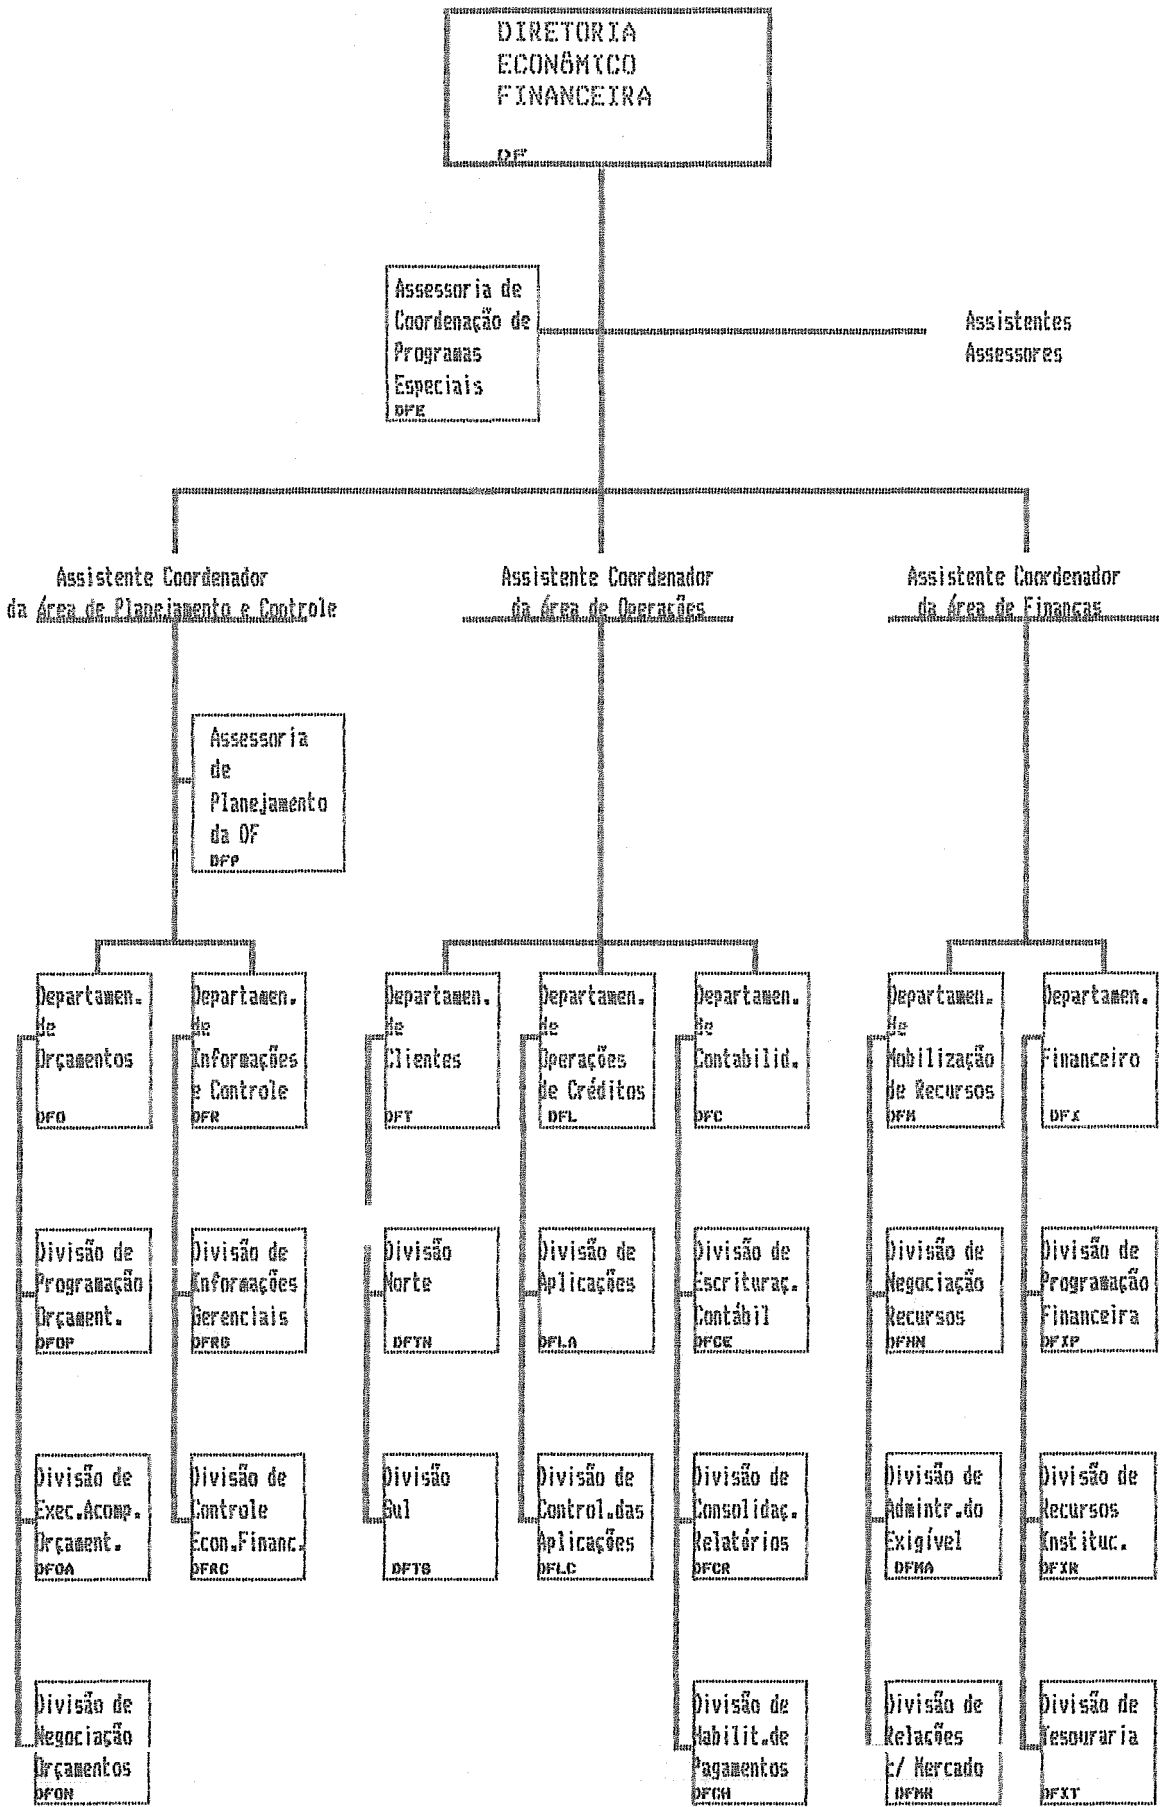 DIRETORIA
ECONÔMICO
FINANCEIRA
DF
Assessoria de
Coordenação de
Programas
Especiais
DFE
Assistentes
Assessores
Assistente Coordenador
da Área de Planejamento e Controle
Assistente Coordenador
da Área de Operações
Assistente Coordenador
da Área de Finanças
Assessoria
de
Planejamento
da DF
DFP
Departamen.
de
Orçamentos
DFO
Departamen.
de
Informações
e Controle
DFR
Departamen.
de
Clientes
DFT
Departamen.
de
Operações
de Créditos
DFL
Departamen.
de
Contabilid.
DFC
Departamen.
de
Mobilização
de Recursos
DFM
Departamen.
Financeiro
DFX
Divisão de
Programação
Orçament.
DFOP
Divisão de
Informações
Gerenciais
DFRG
Divisão
Norte
DFTN
Divisão de
Aplicações
DFLA
Divisão de
Escrituraç.
Contábil
DFCE
Divisão de
Negociação
Recursos
DFMN
Divisão de
Programação
Financeira
DFXP
Divisão de
Exec.Acomp.
Orçament.
DFOA
Divisão de
Controle
Econ.Financ.
DFRC
Divisão
Sul
DFTS
Divisão de
Control.das
Aplicações
DFLC
Divisão de
Consolidaç.
Relatórios
DFCR
Divisão de
Admintr.do
Exigível
DFMA
Divisão de
Recursos
Instituc.
DFXR
Divisão de
Negociação
Orçamentos
DFON
Divisão de
Habilit.de
Pagamentos
DFCH
Divisão de
Relações
c/ Mercado
DFMR
Divisão de
Tesouraria
DFXT